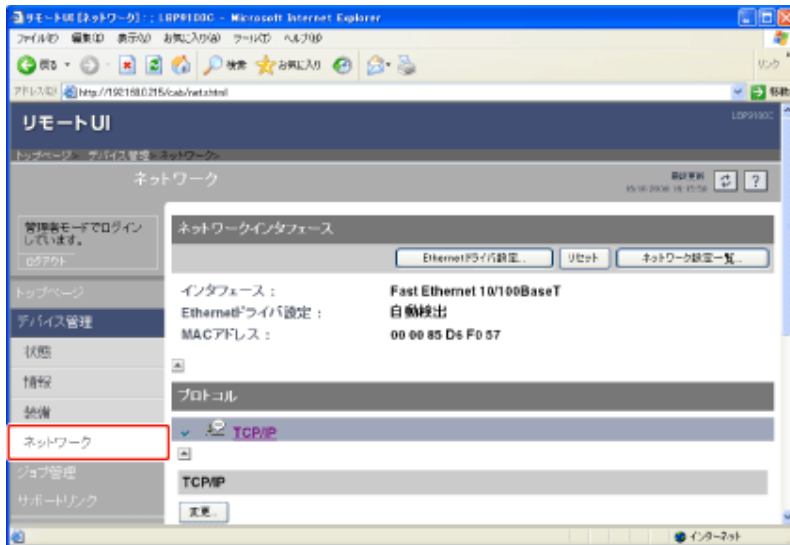 リモートUI [ネットワーク] : : LBP9100C - Microsoft Internet Explorer
ファイル(F) 編集(E) 表示(V) お気に入り(A) ツール(T) ヘルプ(H)
戻る 検索 お気に入り リンク
アドレス(D) http://192.168.0.215/cab/net.shtml 移動
リモートUI LBP9100C
トップページ> デバイス管理> ネットワーク>
ネットワーク 最終更新
管理者モードでログインしています。
ログアウト
ネットワークインタフェース
Ethernetドライバ設定... リセット ネットワーク設定一覧...
トップページ
インタフェース : Fast Ethernet 10/100BaseT
デバイス管理
Ethernetドライバ設定 : 自動検出
MACアドレス : 00 00 85 D6 F0 57
状態
情報
プロトコル
装備
TCP/IP
ネットワーク
ジョブ管理
TCP/IP
サポートリンク
変更...
インターネット